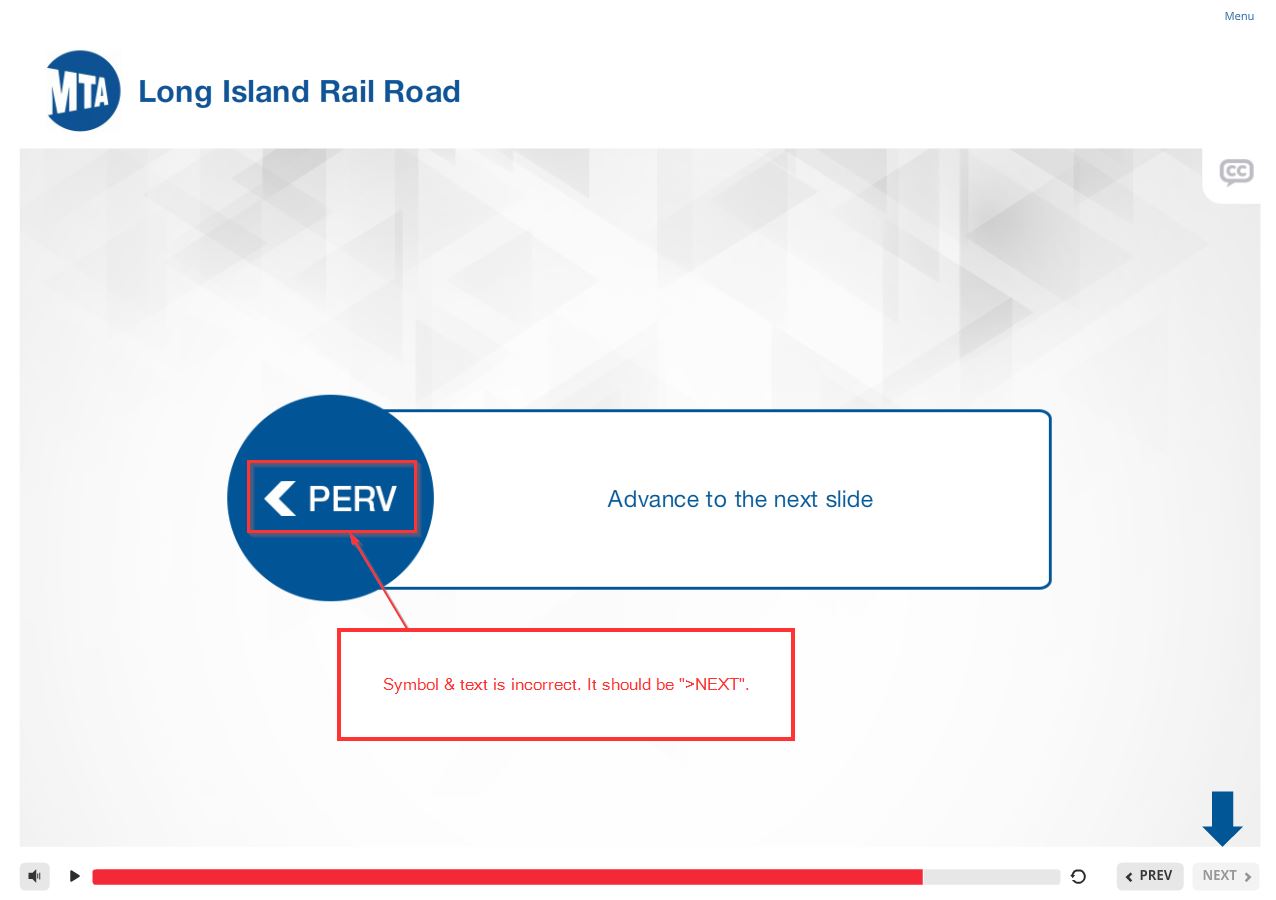 Menu
MTA
Long Island Rail Road
CC
PERV
Advance to the next slide
Symbol & text is incorrect. It should be ">NEXT".
PREV
NEXT